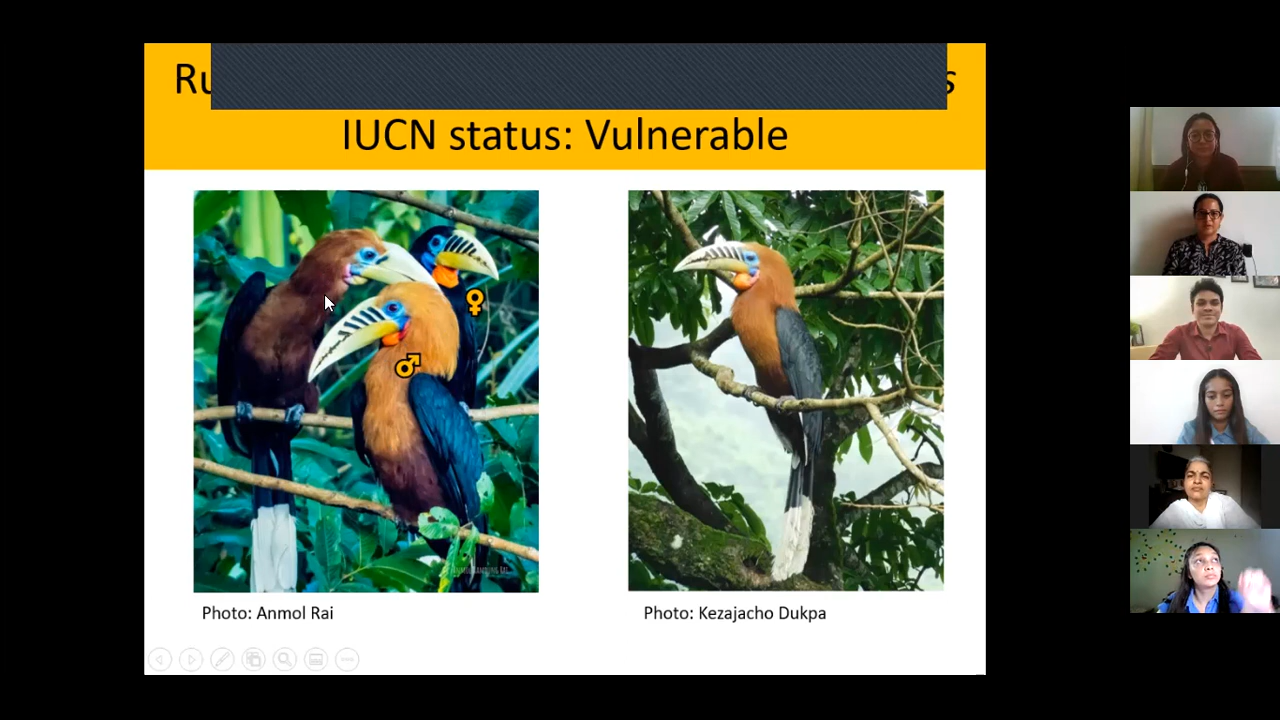 Ru s
IUCN status: Vulnerable
Photo: Anmol Rai
Photo: Kezajacho Dukpa